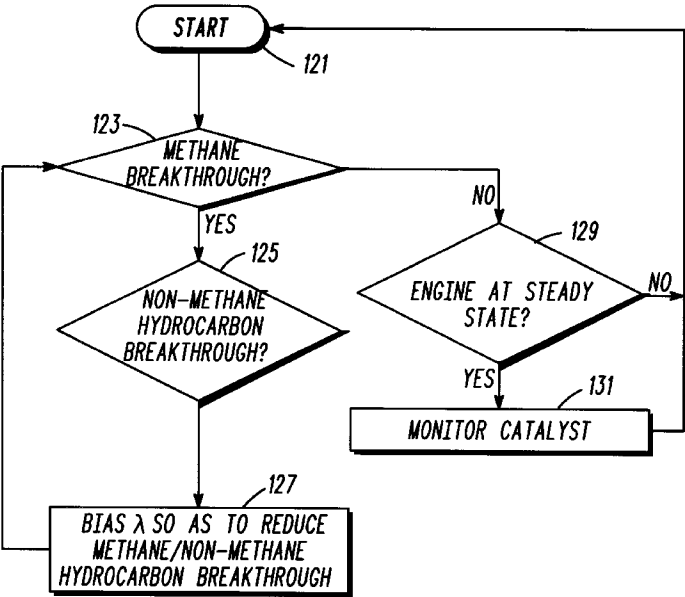 START
121
123
METHANE
BREAKTHROUGH?
NO
YES
129
125
ENGINE AT STEADY
STATE?
NO
NON-METHANE
HYDROCARBON
BREAKTHROUGH?
YES
131
MONITOR CATALYST
127
BIAS λ SO AS TO REDUCE
METHANE/NON-METHANE
HYDROCARBON BREAKTHROUGH